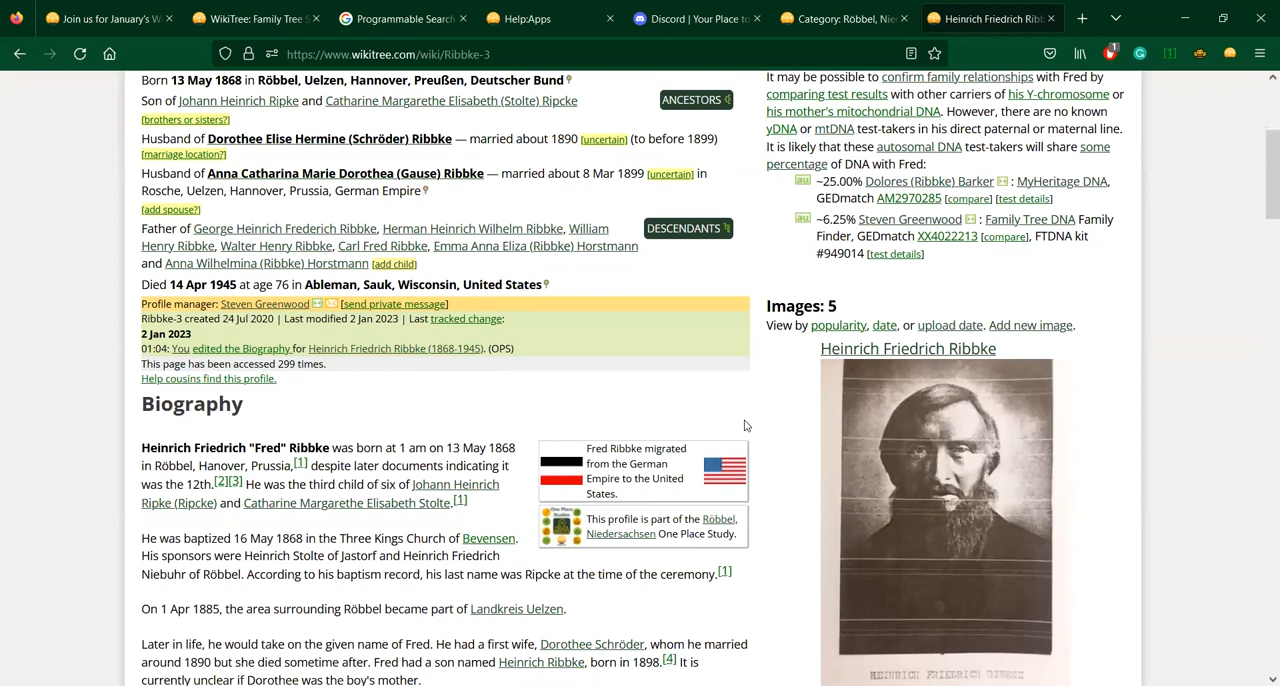 Join us for January's W
WikiTree: Family Tree S
Programmable Search
Help:Apps
Discord | Your Place to
Category: Röbbel, Nie
Heinrich Friedrich Ribb
https://www.wikitree.com/wiki/Ribbke-3
1
[1]
Born 13 May 1868 in Röbbel, Uelzen, Hannover, Preußen, Deutscher Bund
Son of Johann Heinrich Ripke and Catharine Margarethe Elisabeth (Stolte) Ripcke
ANCESTORS
[brothers or sisters?]
Husband of Dorothee Elise Hermine (Schröder) Ribbke — married about 1890 [uncertain] (to before 1899)
[marriage location?]
Husband of Anna Catharina Marie Dorothea (Gause) Ribbke — married about 8 Mar 1899 [uncertain] in
Rosche, Uelzen, Hannover, Prussia, German Empire
[add spouse?]
Father of George Heinrich Frederich Ribbke, Herman Heinrich Wilhelm Ribbke, William
DESCENDANTS
Henry Ribbke, Walter Henry Ribbke, Carl Fred Ribbke, Emma Anna Eliza (Ribbke) Horstmann
and Anna Wilhelmina (Ribbke) Horstmann [add child]
Died 14 Apr 1945 at age 76 in Ableman, Sauk, Wisconsin, United States
Profile manager: Steven Greenwood [send private message]
Ribbke-3 created 24 Jul 2020 | Last modified 2 Jan 2023 | Last tracked change:
2 Jan 2023
01:04: You edited the Biography for Heinrich Friedrich Ribbke (1868-1945). (OPS)
This page has been accessed 299 times.
Help cousins find this profile.
Biography
Heinrich Friedrich "Fred" Ribbke was born at 1 am on 13 May 1868
in Röbbel, Hanover, Prussia,[1] despite later documents indicating it
was the 12th.[2][3] He was the third child of six of Johann Heinrich
Ripke (Ripcke) and Catharine Margarethe Elisabeth Stolte.[1]
Fred Ribbke migrated
from the German
Empire to the United
States.
This profile is part of the Röbbel,
Niedersachsen One Place Study.
He was baptized 16 May 1868 in the Three Kings Church of Bevensen.
His sponsors were Heinrich Stolte of Jastorf and Heinrich Friedrich
Niebuhr of Röbbel. According to his baptism record, his last name was Ripcke at the time of the ceremony.[1]
On 1 Apr 1885, the area surrounding Röbbel became part of Landkreis Uelzen.
Later in life, he would take on the given name of Fred. He had a first wife, Dorothee Schröder, whom he married
around 1890 but she died sometime after. Fred had a son named Heinrich Ribbke, born in 1898.[4] It is
currently unclear if Dorothee was the boy's mother.
It may be possible to confirm family relationships with Fred by
comparing test results with other carriers of his Y-chromosome or
his mother's mitochondrial DNA. However, there are no known
yDNA or mtDNA test-takers in his direct paternal or maternal line.
It is likely that these autosomal DNA test-takers will share some
percentage of DNA with Fred:
au ~25.00% Dolores (Ribbke) Barker : MyHeritage DNA,
GEDmatch AM2970285 [compare] [test details]
au ~6.25% Steven Greenwood : Family Tree DNA Family
Finder, GEDmatch XX4022213 [compare], FTDNA kit
#949014 [test details]
Images: 5
View by popularity, date, or upload date. Add new image.
Heinrich Friedrich Ribbke
HEINRICH FRIEDRICH RIBBKE